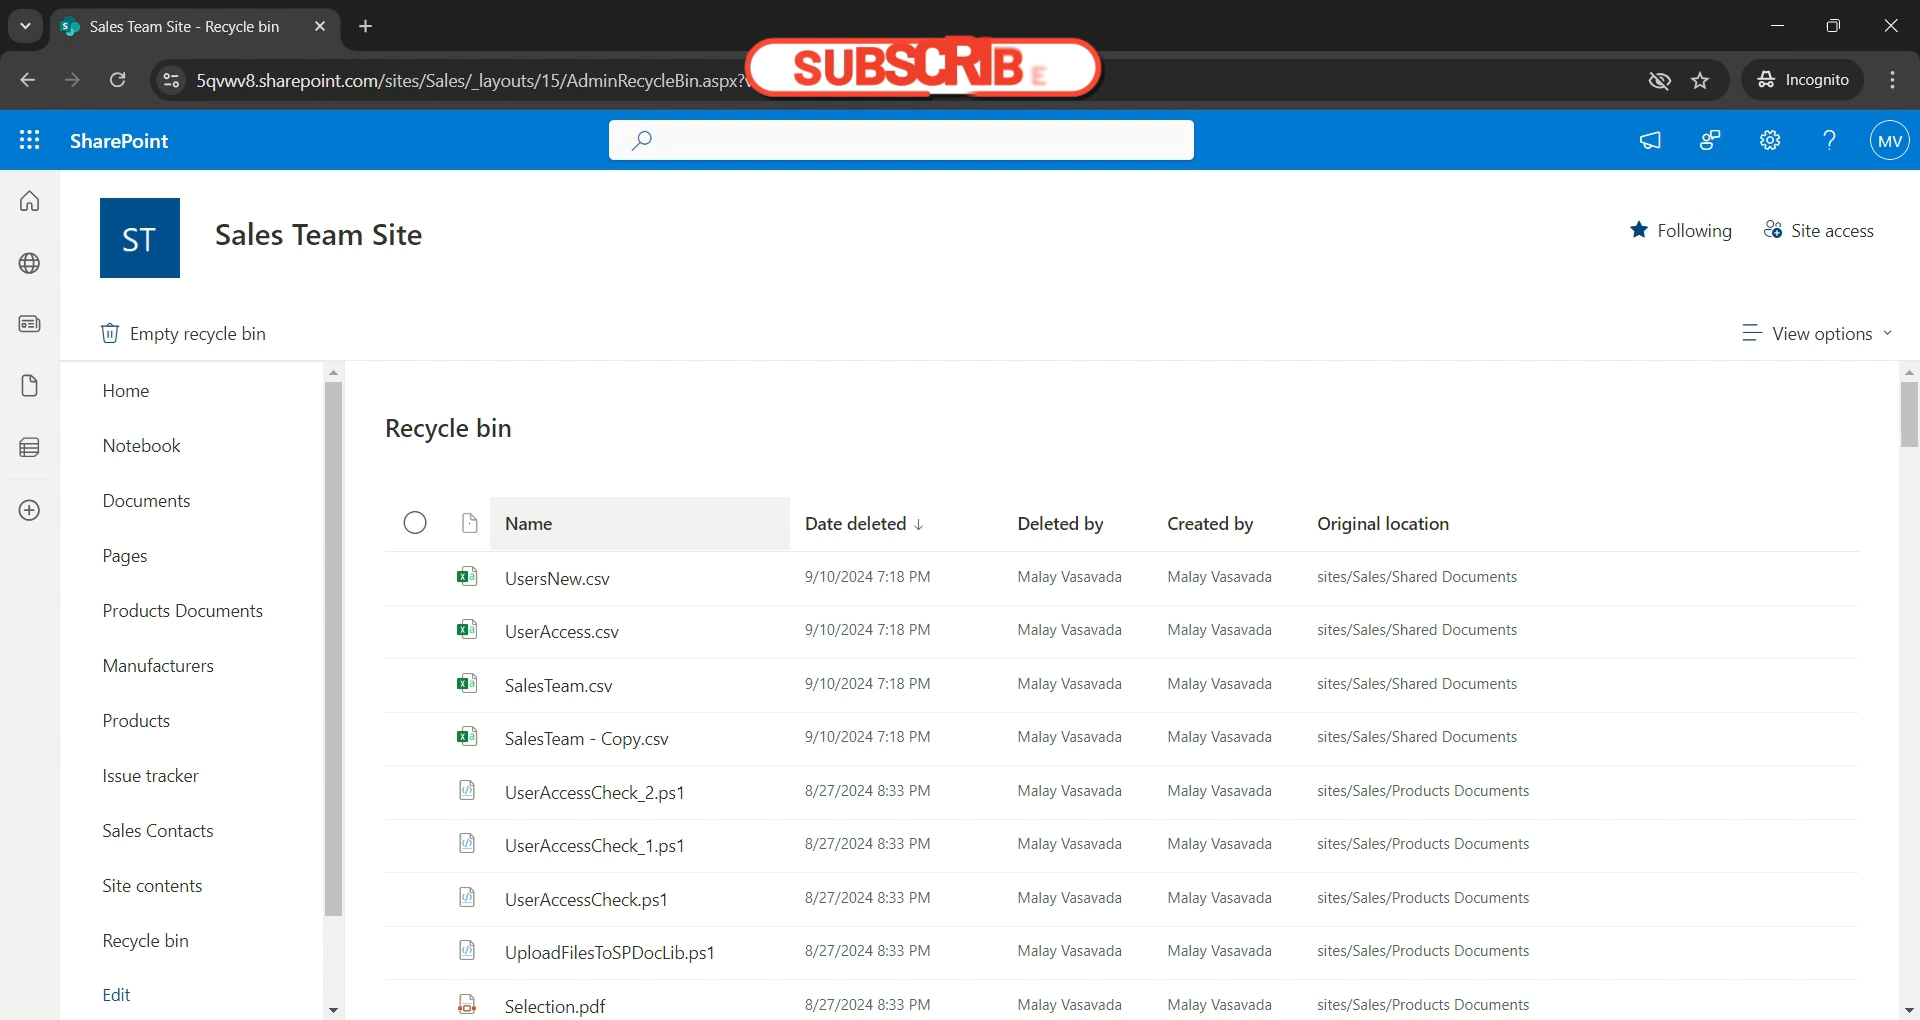 Sales Team Site - Recycle bin
SUBSCRIBE
5qvwv8.sharepoint.com/sites/Sales/_layouts/15/AdminRecycleBin.aspx?
Incognito
SharePoint
MV
ST
Sales Team Site
Following
Site access
Empty recycle bin
View options
Home
Notebook
Documents
Pages
Products Documents
Manufacturers
Products
Issue tracker
Sales Contacts
Site contents
Recycle bin
Edit
Recycle bin
Name Date deleted ↓ Deleted by Created by Original location
UsersNew.csv 9/10/2024 7:18 PM Malay Vasavada Malay Vasavada sites/Sales/Shared Documents
UserAccess.csv 9/10/2024 7:18 PM Malay Vasavada Malay Vasavada sites/Sales/Shared Documents
SalesTeam.csv 9/10/2024 7:18 PM Malay Vasavada Malay Vasavada sites/Sales/Shared Documents
SalesTeam - Copy.csv 9/10/2024 7:18 PM Malay Vasavada Malay Vasavada sites/Sales/Shared Documents
UserAccessCheck_2.ps1 8/27/2024 8:33 PM Malay Vasavada Malay Vasavada sites/Sales/Products Documents
UserAccessCheck_1.ps1 8/27/2024 8:33 PM Malay Vasavada Malay Vasavada sites/Sales/Products Documents
UserAccessCheck.ps1 8/27/2024 8:33 PM Malay Vasavada Malay Vasavada sites/Sales/Products Documents
UploadFilesToSPDocLib.ps1 8/27/2024 8:33 PM Malay Vasavada Malay Vasavada sites/Sales/Products Documents
Selection.pdf 8/27/2024 8:33 PM Malay Vasavada Malay Vasavada sites/Sales/Products Documents